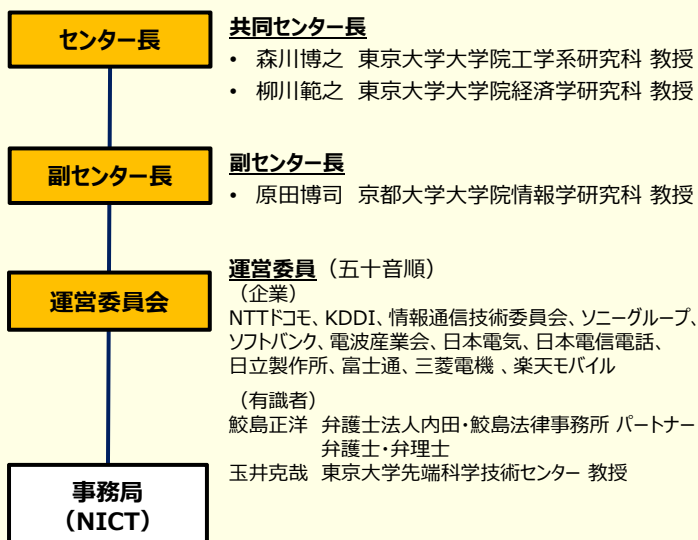 センター長
共同センター長
• 森川博之 東京大学大学院工学系研究科 教授
• 柳川範之 東京大学大学院経済学研究科 教授
副センター長
副センター長
• 原田博司 京都大学大学院情報学研究科 教授
運営委員会
運営委員（五十音順）
（企業）
NTTドコモ、KDDI、情報通信技術委員会、ソニーグループ、
ソフトバンク、電波産業会、日本電気、日本電信電話、
日立製作所、富士通、三菱電機 、楽天モバイル
（有識者）
鮫島正洋 弁護士法人内田・鮫島法律事務所 パートナー
弁護士・弁理士
玉井克哉 東京大学先端科学技術センター 教授
事務局
（NICT）